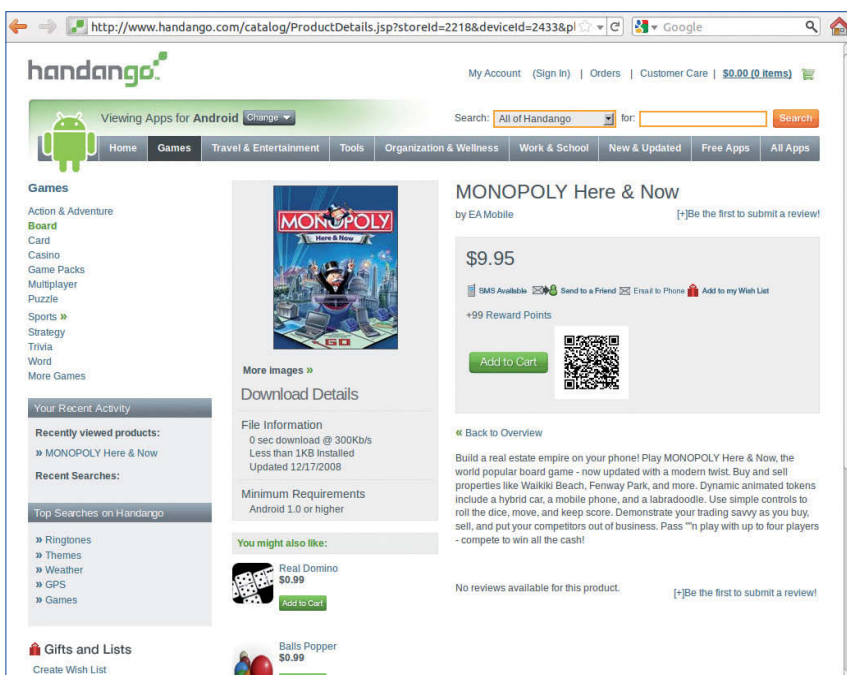 http://www.handango.com/catalog/ProductDetails.jsp?storeId=2218&deviceId=2433&pl
Google
handango
My Account (Sign In) | Orders | Customer Care | $0.00 (0 items)
Viewing Apps for Android Change
Search: All of Handango for: Search
Home Games Travel & Entertainment Tools Organization & Wellness Work & School New & Updated Free Apps All Apps
Games
Action & Adventure
Board
Card
Casino
Game Packs
Multiplayer
Puzzle
Sports »
Strategy
Trivia
Word
More Games
Your Recent Activity
Recently viewed products:
» MONOPOLY Here & Now
Recent Searches:
Top Searches on Handango
» Ringtones
» Themes
» Weather
» GPS
» Games
Gifts and Lists
Create Wish List
MONOPOLY
Here & Now
GO
More images »
Download Details
File Information
0 sec download @ 300Kb/s
Less than 1KB Installed
Updated 12/17/2008
Minimum Requirements
Android 1.0 or higher
You might also like:
Real Domino
$0.99
Add to Cart
Balls Popper
$0.99
MONOPOLY Here & Now
by EA Mobile
[+]Be the first to submit a review!
$9.95
SMS Available Send to a Friend Email to Phone Add to my Wish List
+99 Reward Points
Add to Cart
« Back to Overview
Build a real estate empire on your phone! Play MONOPOLY Here & Now, the
world popular board game - now updated with a modern twist. Buy and sell
properties like Waikiki Beach, Fenway Park, and more. Dynamic animated tokens
include a hybrid car, a mobile phone, and a labradoodle. Use simple controls to
roll the dice, move, and keep score. Demonstrate your trading savvy as you buy,
sell, and put your competitors out of business. Pass ""n play with up to four players
- compete to win all the cash!
No reviews available for this product.
[+]Be the first to submit a review!